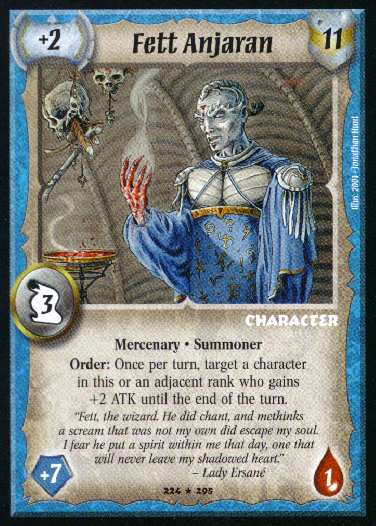 +2
Fett Anjaran
11
Illus. 2001 · Jonathan Hunt
3
CHARACTER
Mercenary • Summoner
Order: Once per turn, target a character
in this or an adjacent rank who gains
+2 ATK until the end of the turn.
"Fett, the wizard. He did chant, and methinks
a scream that was not my own did escape my soul.
I fear he put a spirit within me that day, one that
will never leave my shadowed heart."
– Lady Ersané
+7
1
224 ★ 295